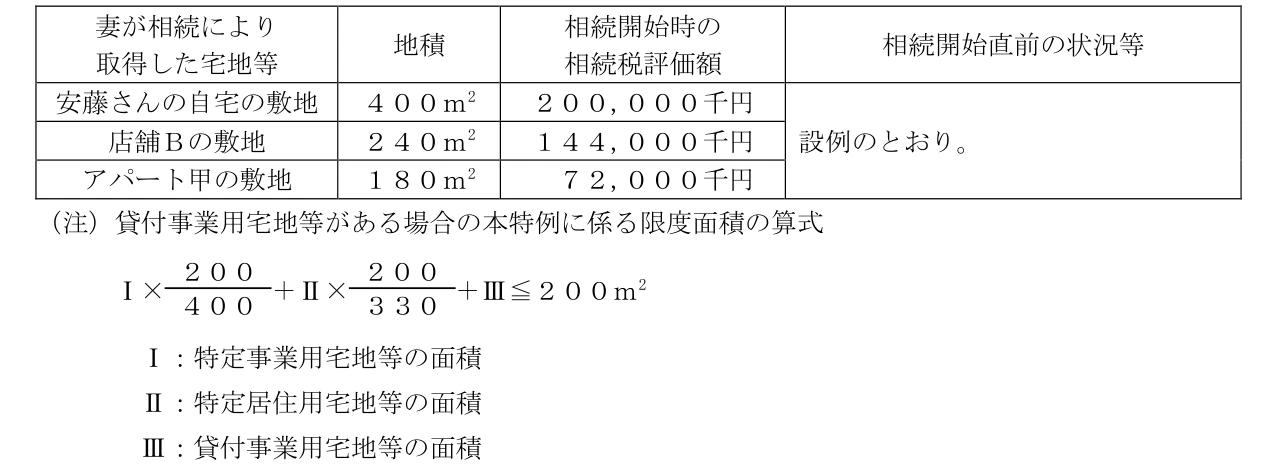 妻が相続により
取得した宅地等
地積
相続開始時の
相続税評価額
相続開始直前の状況等
安藤さんの自宅の敷地 ４００m² ２００,０００千円
店舗Ｂの敷地 ２４０m² １４４,０００千円 設例のとおり。
アパート甲の敷地 １８０m² ７２,０００千円
（注）貸付事業用宅地等がある場合の本特例に係る限度面積の算式
Ⅰ×２００/４００＋Ⅱ×２００/３３０＋Ⅲ≦２００m²
Ⅰ：特定事業用宅地等の面積
Ⅱ：特定居住用宅地等の面積
Ⅲ：貸付事業用宅地等の面積